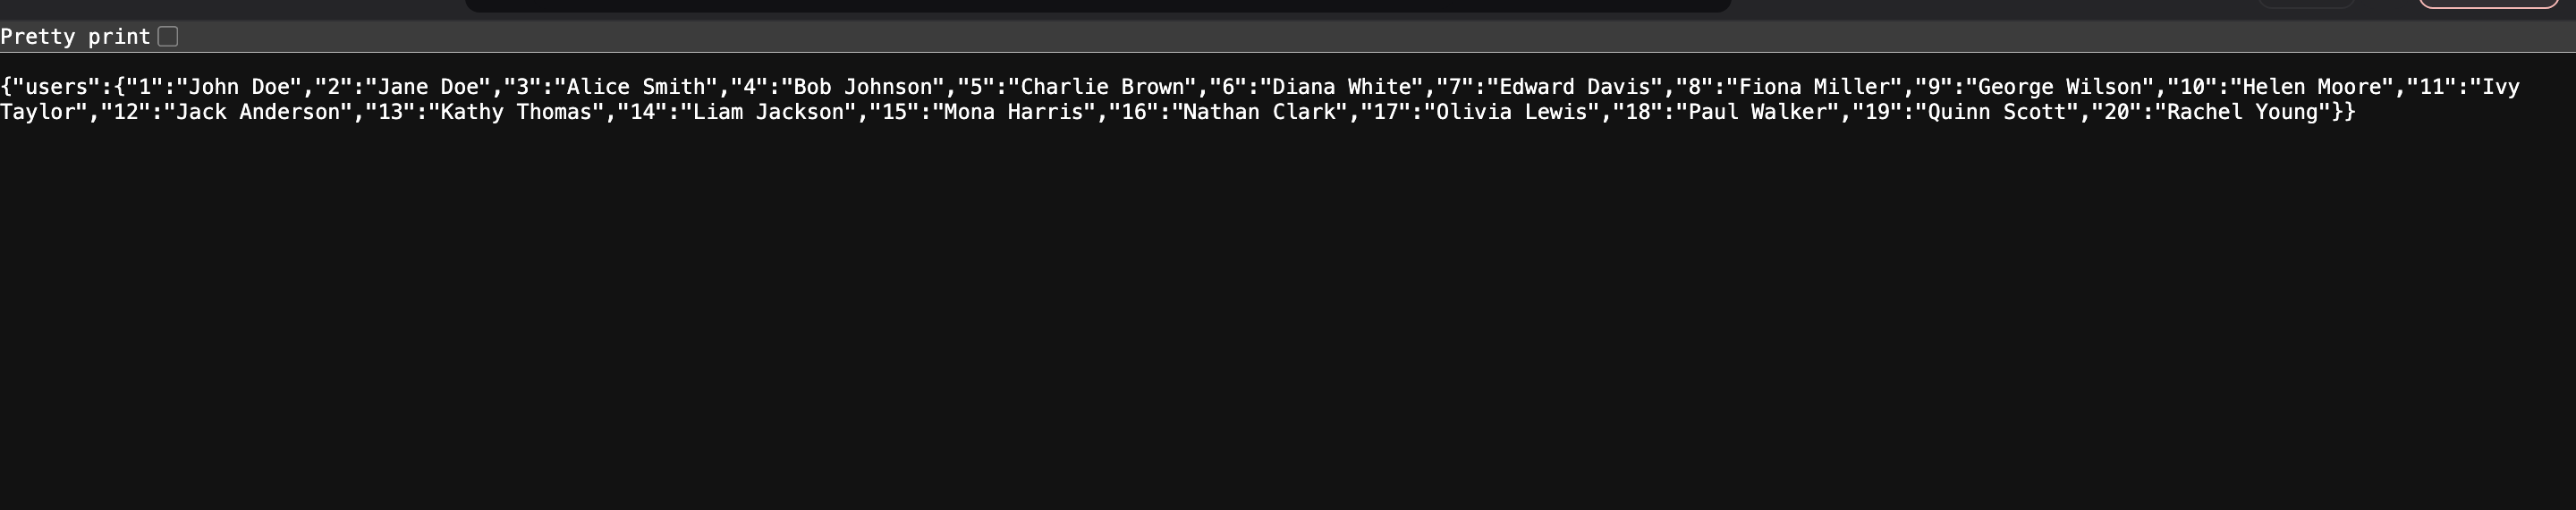 Pretty print
{"users":{"1":"John Doe","2":"Jane Doe","3":"Alice Smith","4":"Bob Johnson","5":"Charlie Brown","6":"Diana White","7":"Edward Davis","8":"Fiona Miller","9":"George Wilson","10":"Helen Moore","11":"Ivy
Taylor","12":"Jack Anderson","13":"Kathy Thomas","14":"Liam Jackson","15":"Mona Harris","16":"Nathan Clark","17":"Olivia Lewis","18":"Paul Walker","19":"Quinn Scott","20":"Rachel Young"}}